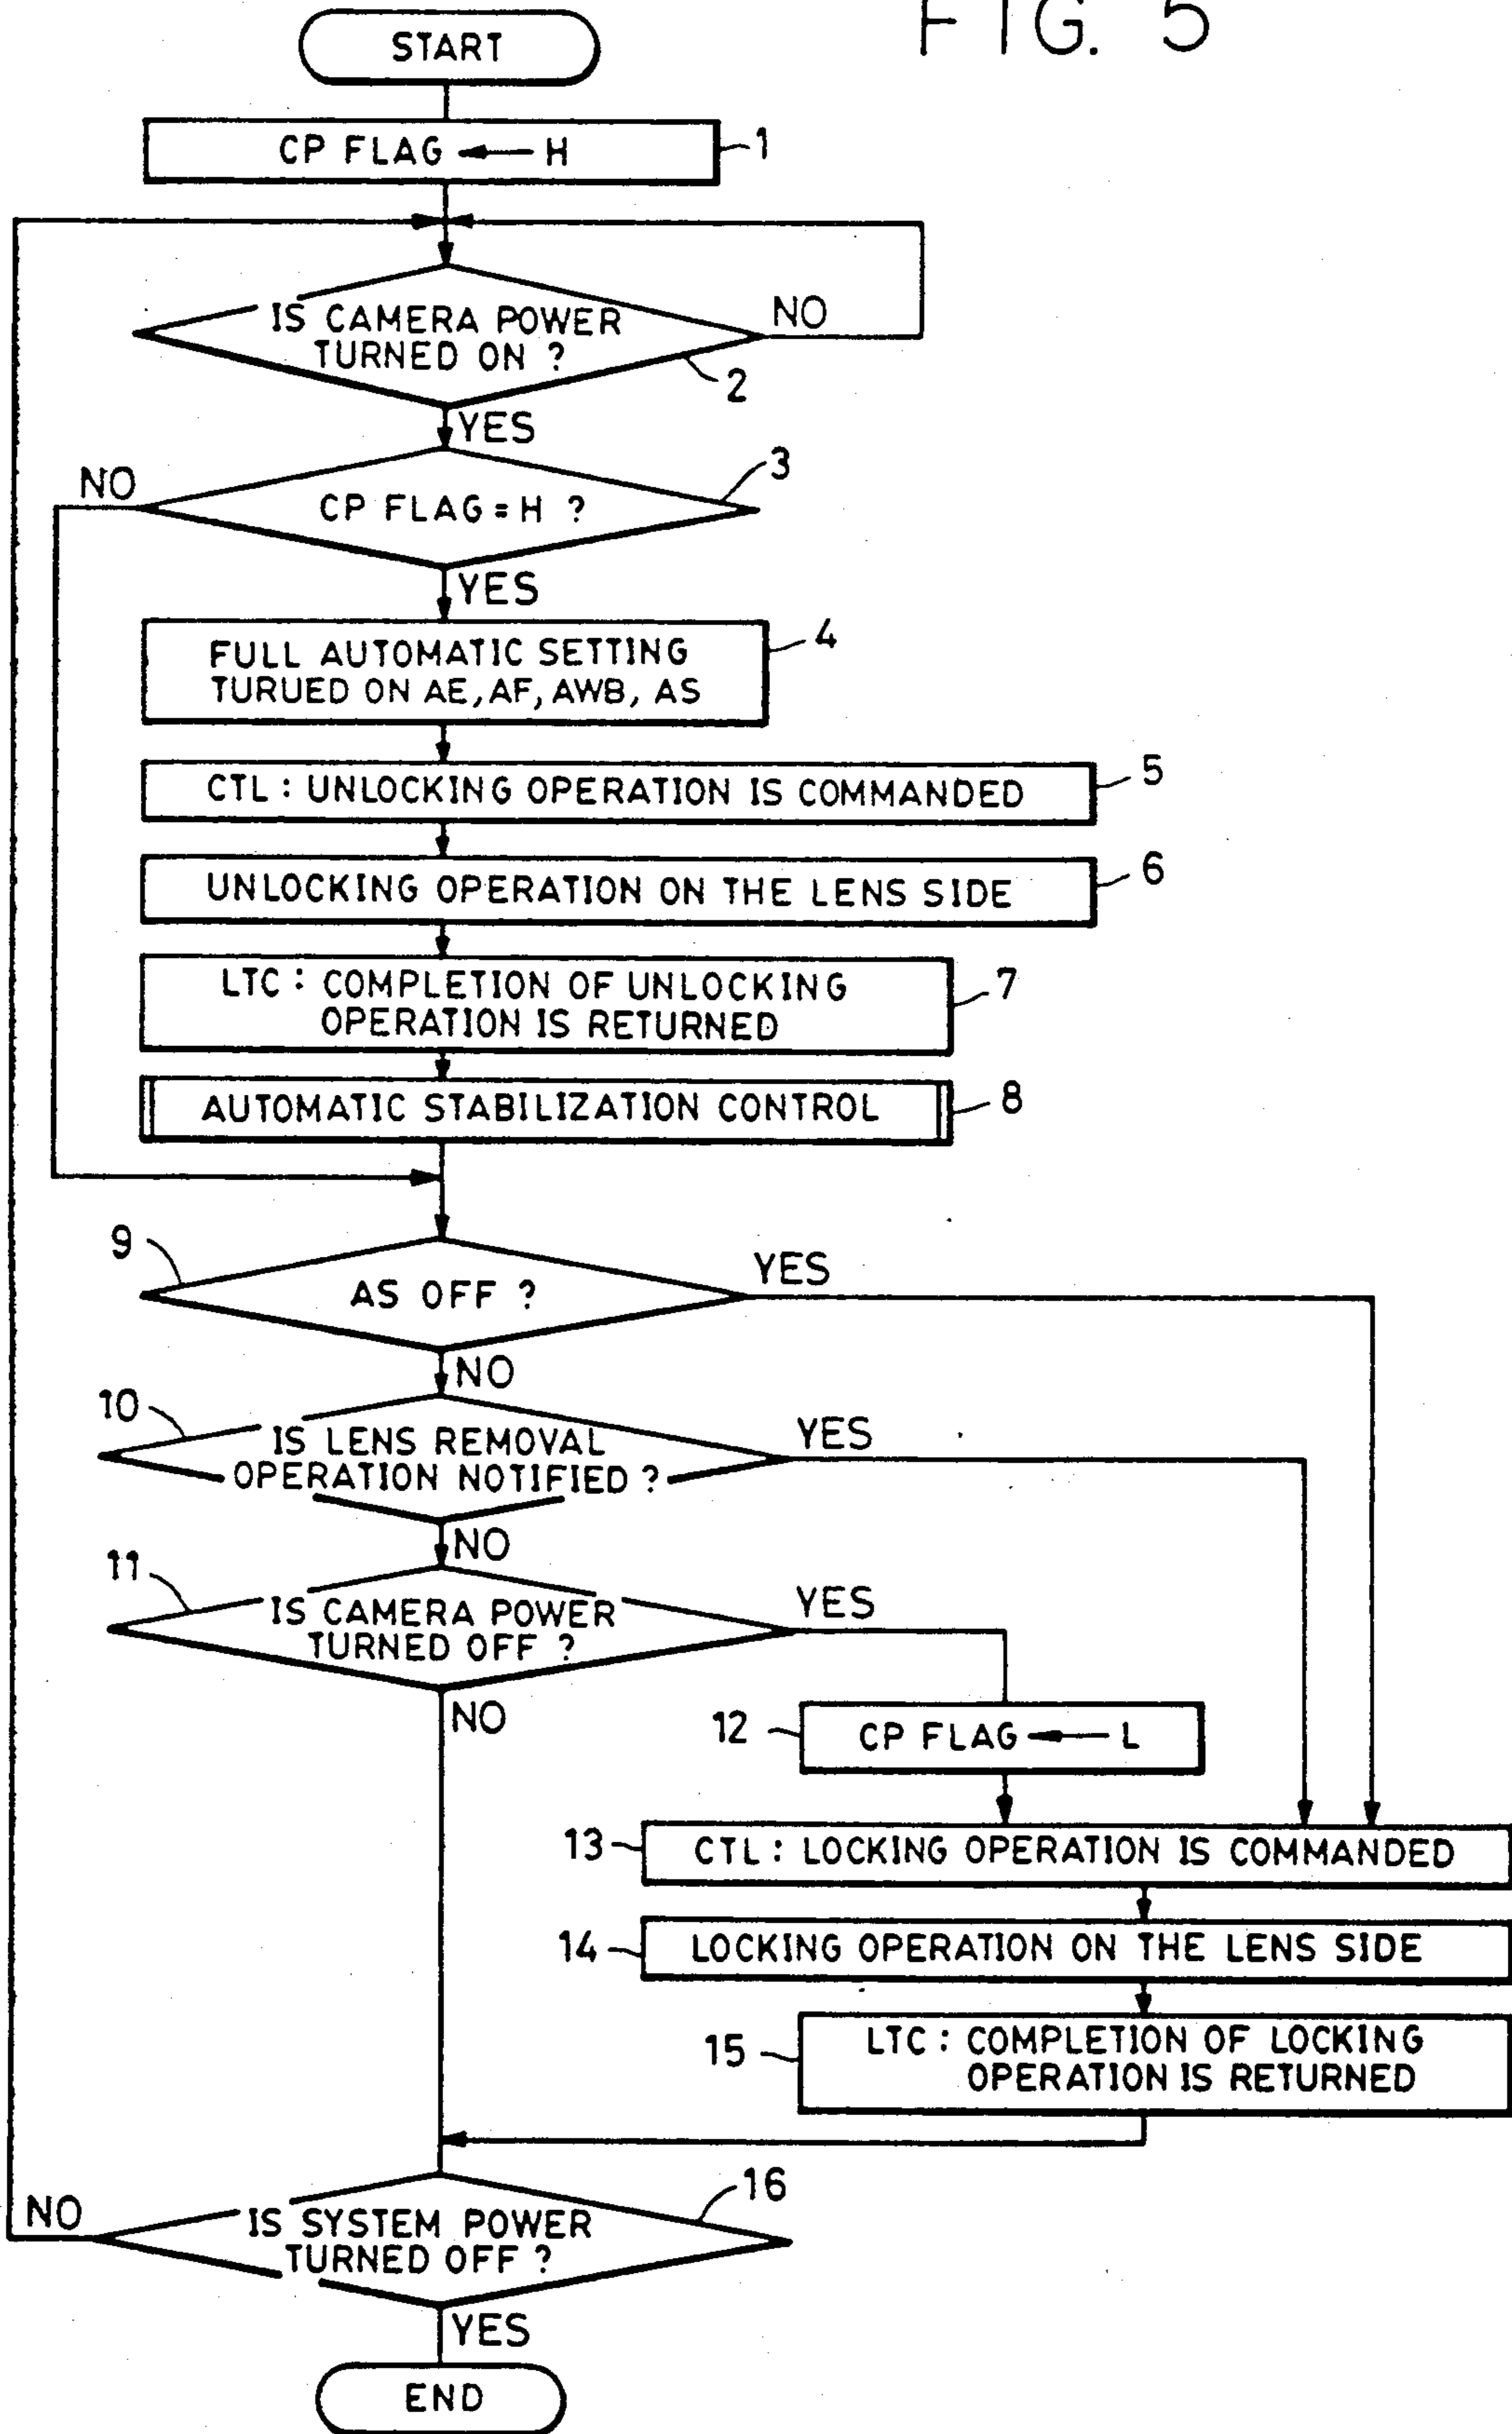 FIG. 5
START
CP FLAG ← H
1
IS CAMERA POWER
TURNED ON ?
NO
2
YES
NO
3
CP FLAG = H ?
YES
FULL AUTOMATIC SETTING
TURUED ON AE, AF, AWB, AS
4
CTL : UNLOCKING OPERATION IS COMMANDED
5
UNLOCKING OPERATION ON THE LENS SIDE
6
LTC : COMPLETION OF UNLOCKING
OPERATION IS RETURNED
7
AUTOMATIC STABILIZATION CONTROL
8
9
AS OFF ?
YES
NO
10
IS LENS REMOVAL
OPERATION NOTIFIED ?
YES
NO
11
IS CAMERA POWER
TURNED OFF ?
YES
NO
12
CP FLAG ← L
13
CTL : LOCKING OPERATION IS COMMANDED
14
LOCKING OPERATION ON THE LENS SIDE
15
LTC : COMPLETION OF LOCKING
OPERATION IS RETURNED
16
NO
IS SYSTEM POWER
TURNED OFF ?
YES
END